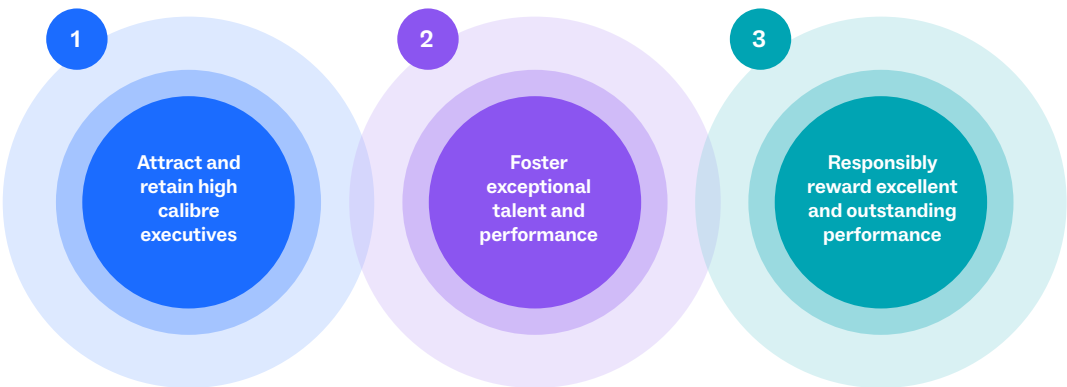 1
Attract and
retain high
calibre
executives
2
Foster
exceptional
talent and
performance
3
Responsibly
reward excellent
and outstanding
performance